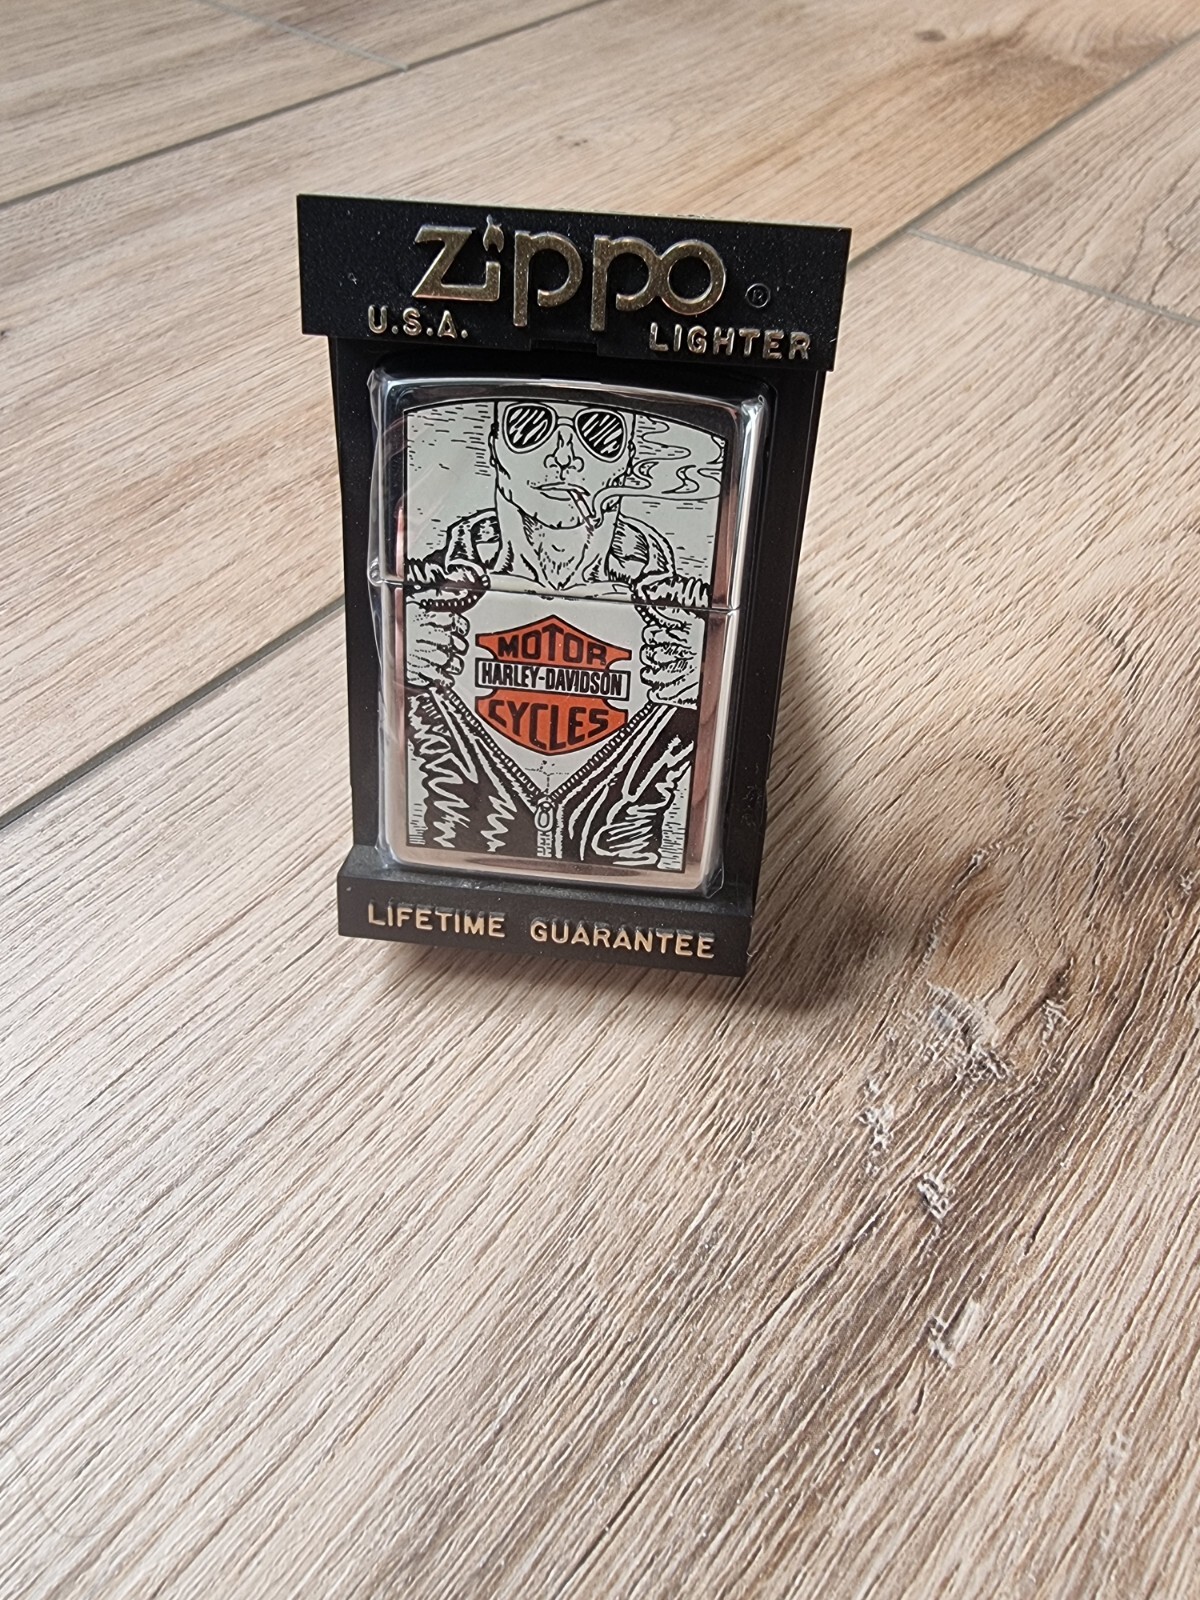 Zippo ®
U.S.A. LIGHTER
MOTOR
HARLEY-DAVIDSON
CYCLES
LIFETIME GUARANTEE